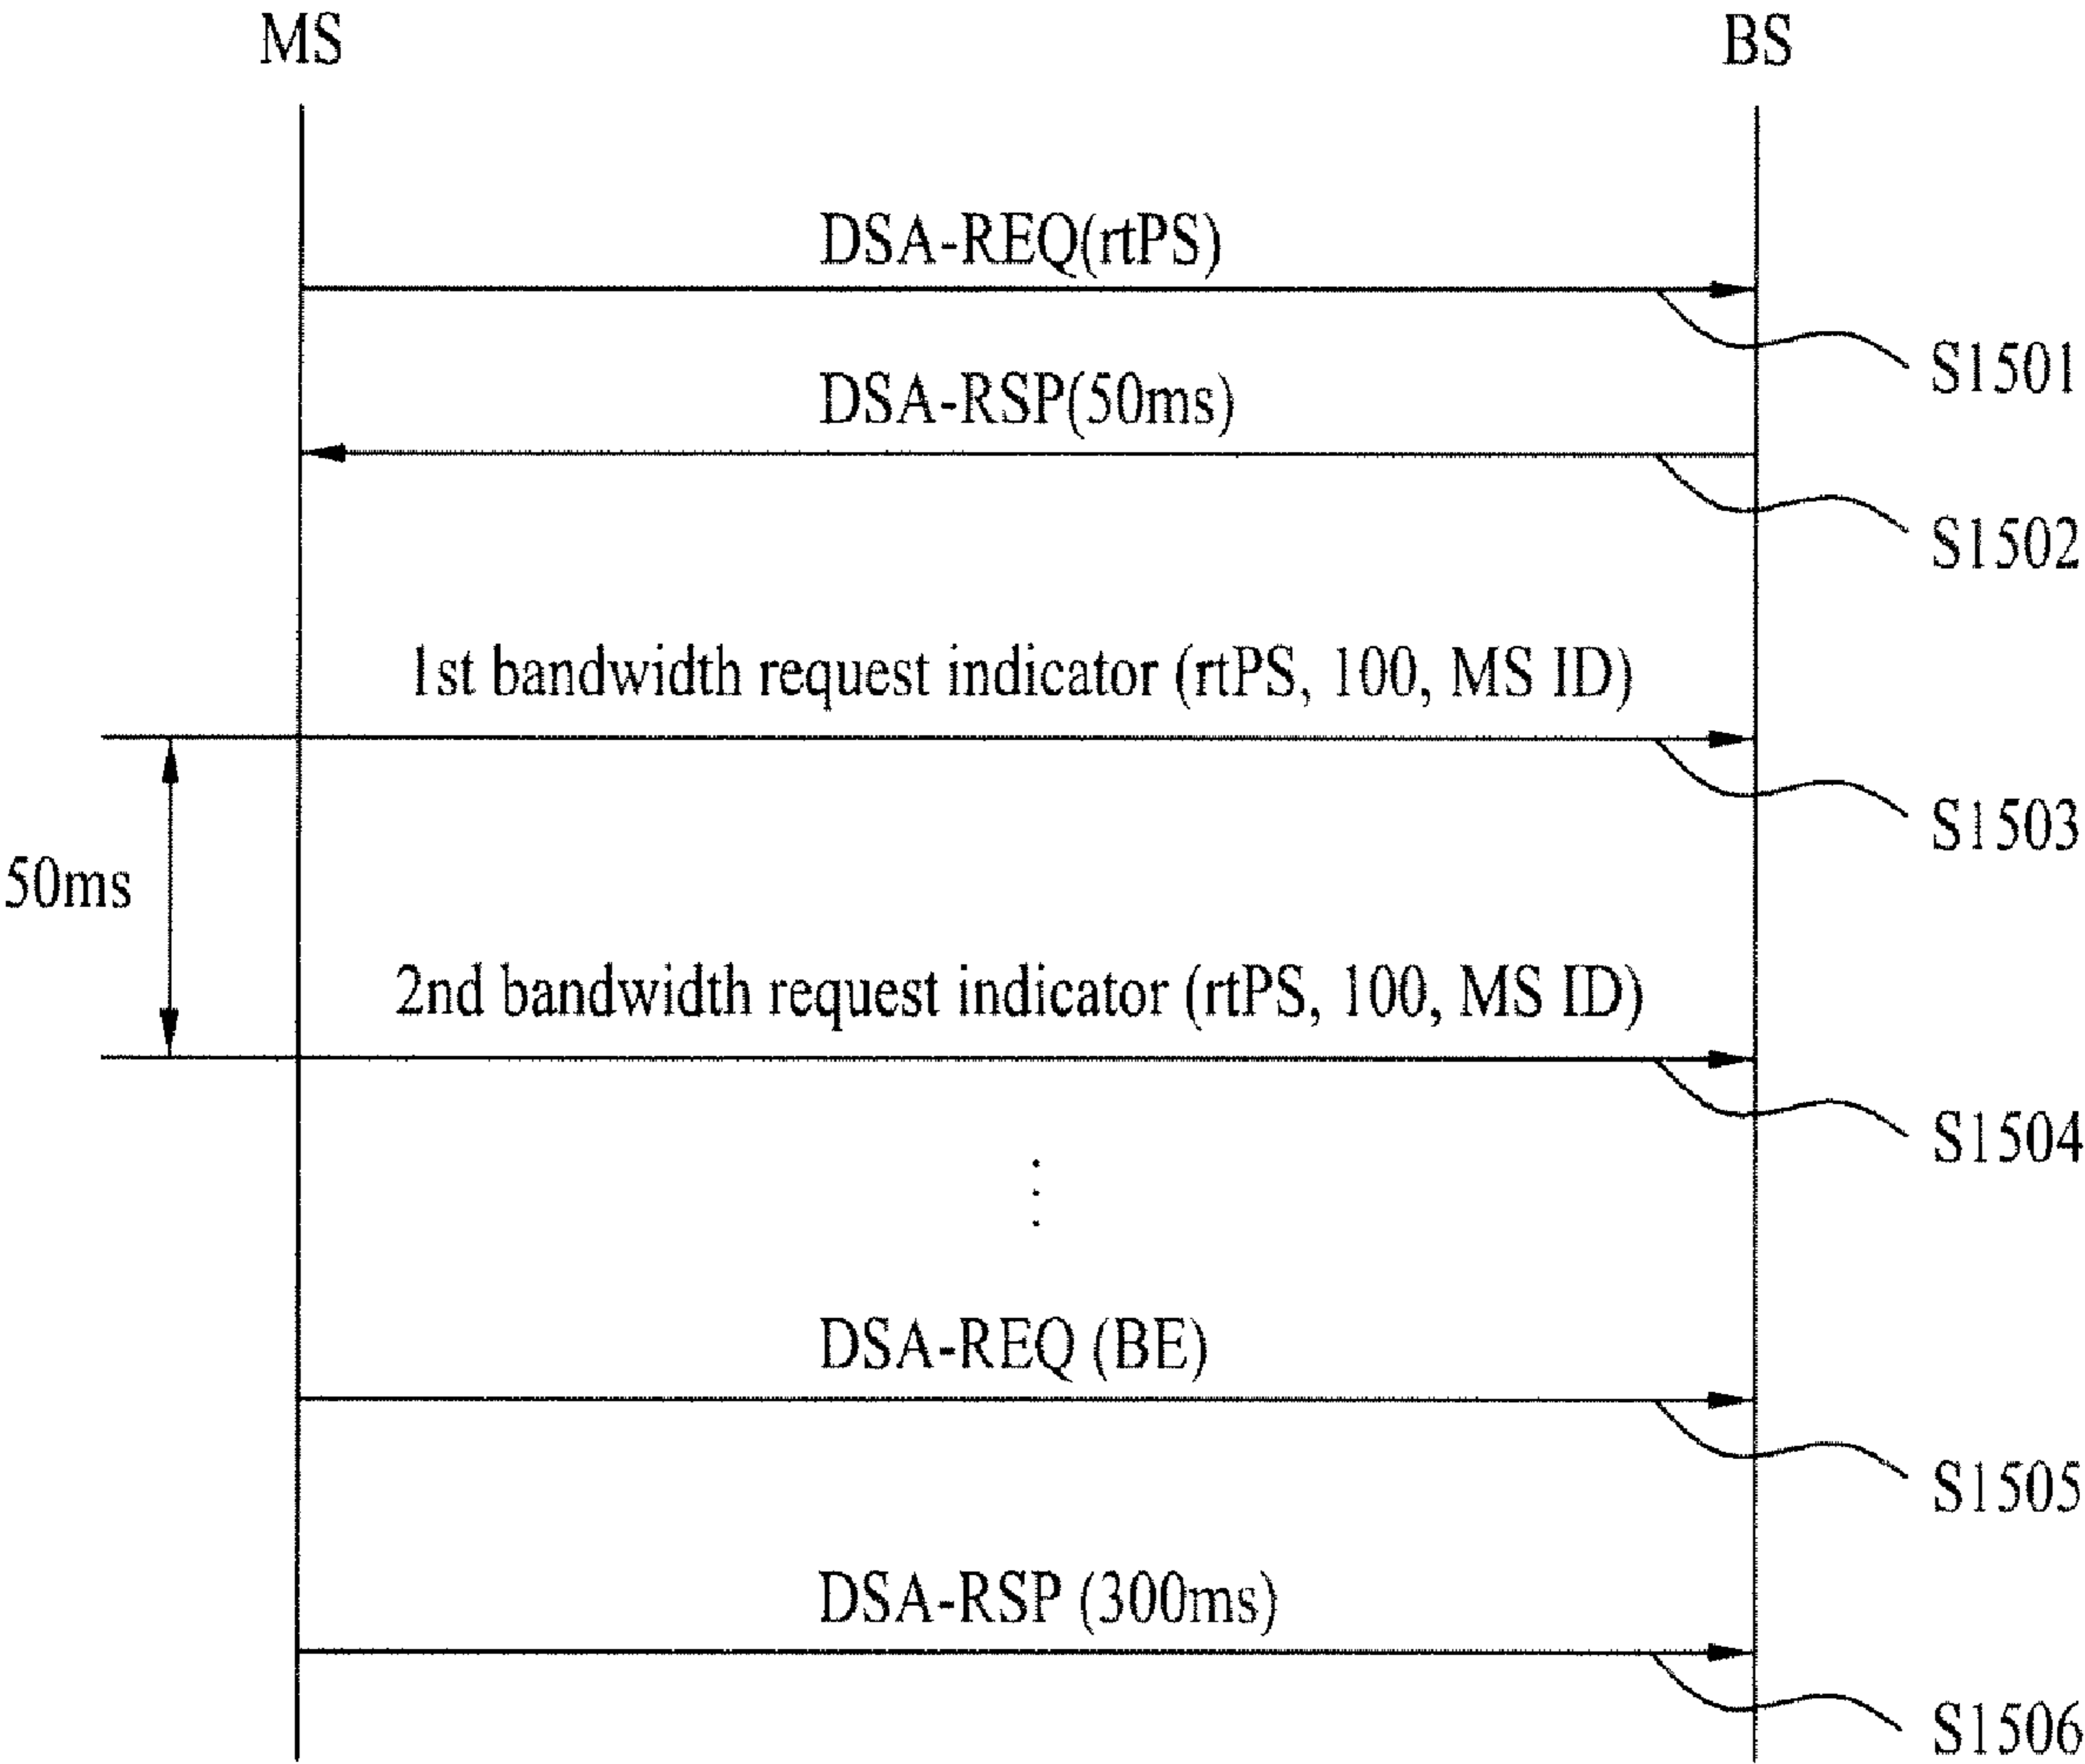 MS
BS
DSA-REQ(rtPS)
S1501
DSA-RSP(50ms)
S1502
1st bandwidth request indicator (rtPS, 100, MS ID)
S1503
50ms
2nd bandwidth request indicator (rtPS, 100, MS ID)
S1504
DSA-REQ (BE)
S1505
DSA-RSP (300ms)
S1506